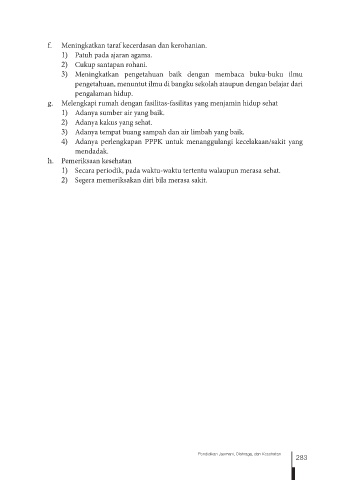 f. Meningkatkan taraf kecerdasan dan kerohanian.
1) Patuh pada ajaran agama.
2) Cukup santapan rohani.
3) Meningkatkan pengetahuan baik dengan membaca buku-buku ilmu
pengetahuan, menuntut ilmu di bangku sekolah ataupun dengan belajar dari
pengalaman hidup.
g. Melengkapi rumah dengan fasilitas-fasilitas yang menjamin hidup sehat
1) Adanya sumber air yang baik.
2) Adanya kakus yang sehat.
3) Adanya tempat buang sampah dan air limbah yang baik.
4) Adanya perlengkapan PPPK untuk menanggulangi kecelakaan/sakit yang
mendadak.
h. Pemeriksaan kesehatan
1) Secara periodik, pada waktu-waktu tertentu walaupun merasa sehat.
2) Segera memeriksakan diri bila merasa sakit.
Pendidikan Jasmani, Olahraga, dan Kesehatan
283